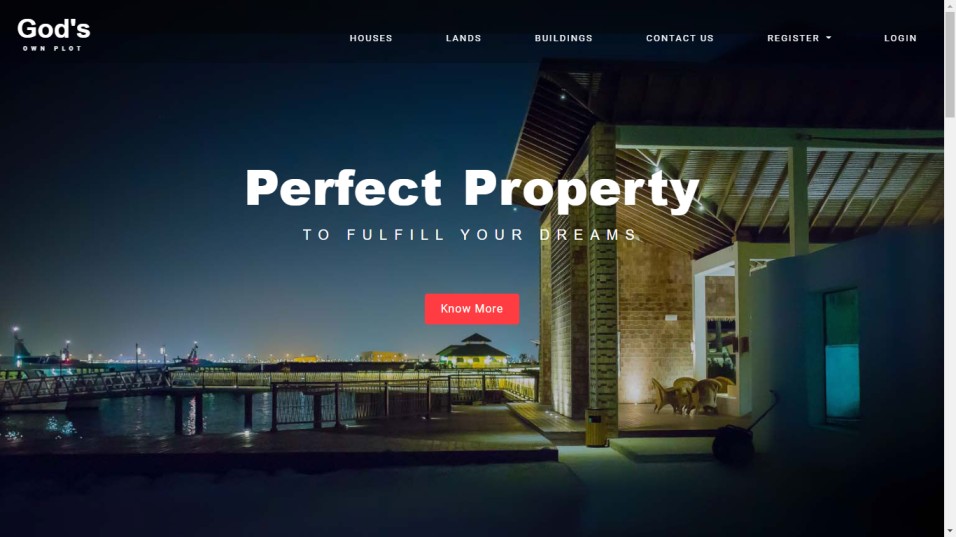 God's
OWN PLOT
HOUSES LANDS BUILDINGS CONTACT US REGISTER LOGIN
Perfect Property
TO FULFILL YOUR DREAMS
Know More